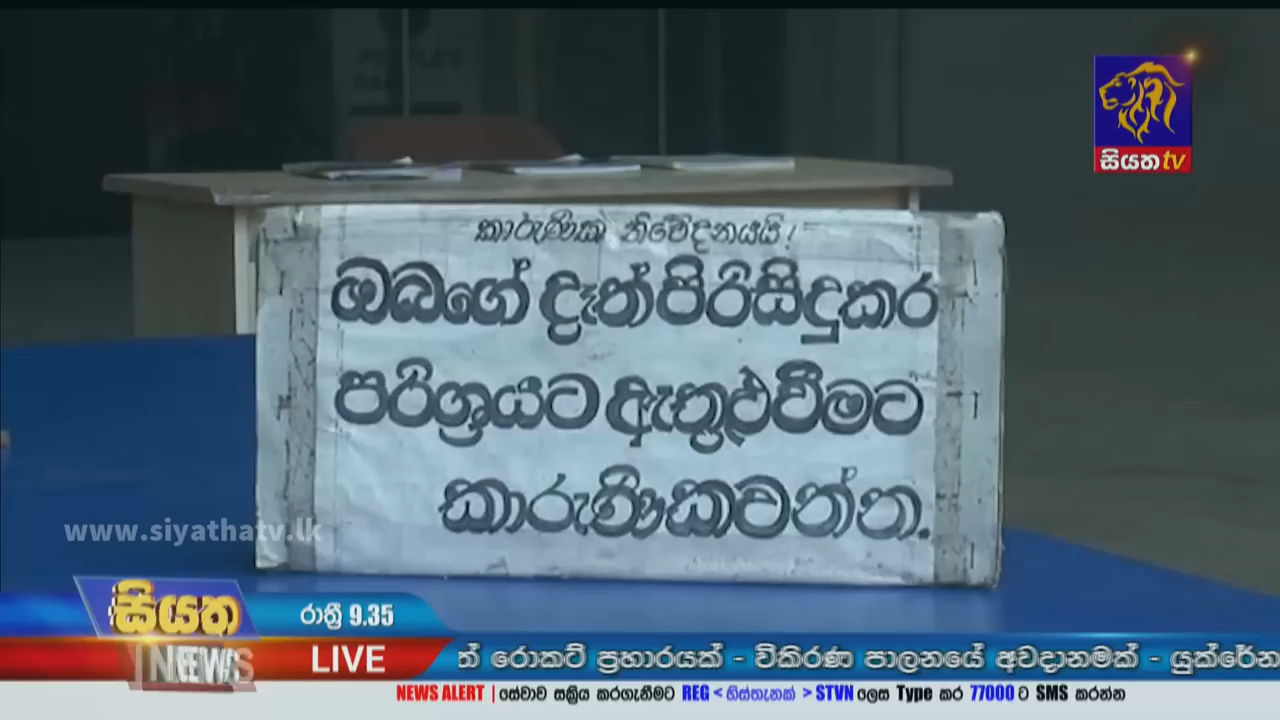 සියත tv
කාරුණික නිවේදනයයි!
ඔබගේ දෑත් පිරිසිදුකර
පරිශ්‍රයට ඇතුළුවීමට
කාරුණිකවන්න.
www.siyathatv.lk
සියත
NEWS
රාත්‍රී 9.35
LIVE
ත් රොකට් ප්‍රහාරයක් - විකිරණ පාලනයේ අවදානමක් - යුක්රේන
NEWS ALERT | සේවාව සක්‍රිය කරගැනීමට REG < හිස්තැනක් > STVN ලෙස Type කර 77000 ට SMS කරන්න